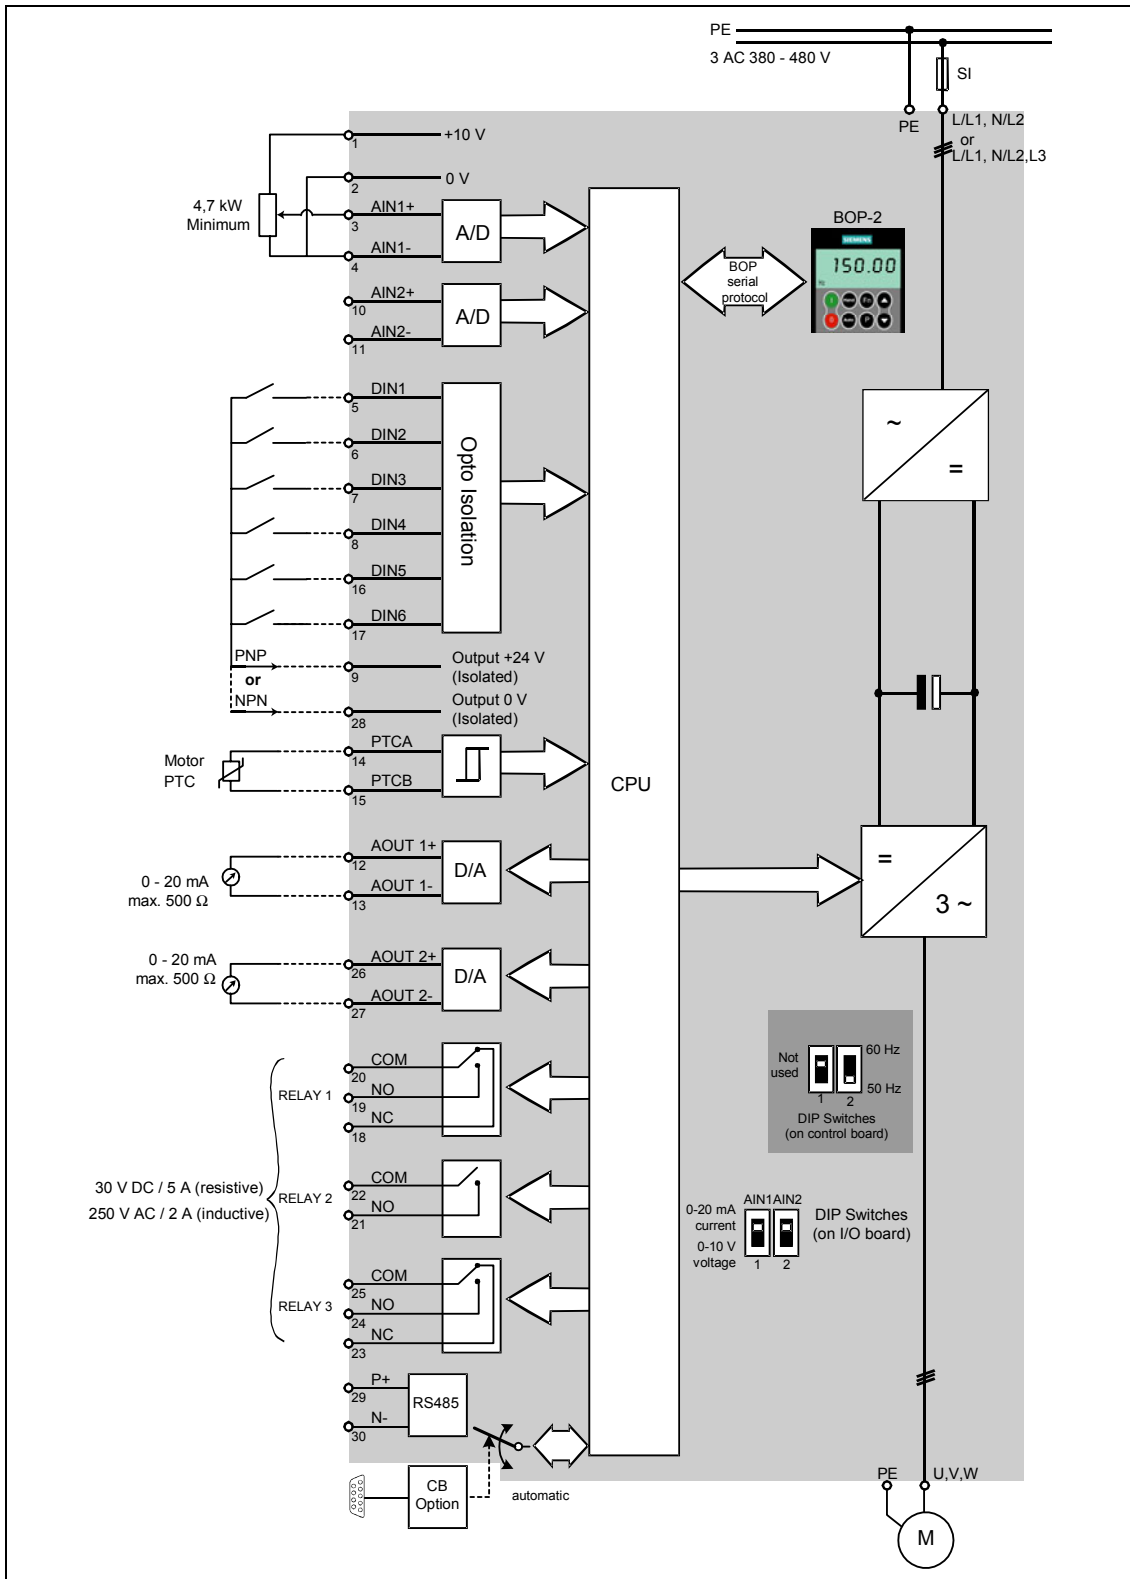 PE
3 AC 380 - 480 V
SI
PE
L/L1, N/L2
or
L/L1, N/L2,L3
1
+10 V
2
0 V
4,7 kW
Minimum
3
AIN1+
4
AIN1-
A/D
10
AIN2+
11
AIN2-
A/D
BOP
serial
protocol
BOP-2
SIEMENS
150.00
Hz
I
Fn
0
P
DIN1
5
DIN2
6
DIN3
7
DIN4
8
DIN5
16
DIN6
17
Opto Isolation
~
=
PNP
or
NPN
9
Output +24 V
(Isolated)
28
Output 0 V
(Isolated)
Motor
PTC
PTCA
14
PTCB
15
CPU
0 - 20 mA
max. 500 Ω
AOUT 1+
12
AOUT 1-
13
D/A
=
3 ~
0 - 20 mA
max. 500 Ω
AOUT 2+
26
AOUT 2-
27
D/A
Not
used
60 Hz
50 Hz
1
2
DIP Switches
(on control board)
RELAY 1
COM
20
NO
19
NC
18
30 V DC / 5 A (resistive)
250 V AC / 2 A (inductive)
RELAY 2
COM
22
NO
21
AIN1AIN2
0-20 mA
current
0-10 V
voltage
1
2
DIP Switches
(on I/O board)
RELAY 3
COM
25
NO
24
NC
23
P+
29
N-
30
RS485
CB
Option
automatic
PE
U,V,W
M